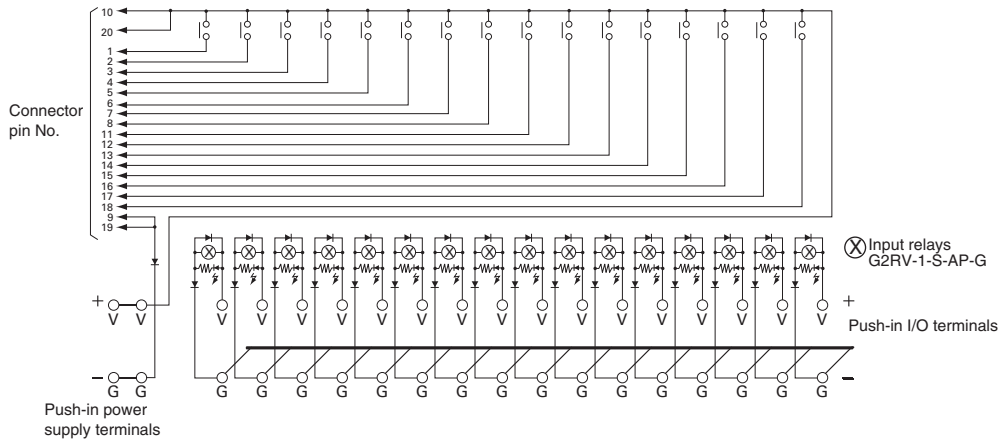 10
20
1
2
3
4
5
6
7
8
11
12
13
14
15
16
17
18
9
19
Connector
pin No.
Input relays
G2RV-1-S-AP-G
+ V V V V V V V V V V V V V V V V V V +
Push-in I/O terminals
− G G G G G G G G G G G G G G G G G G −
Push-in power
supply terminals